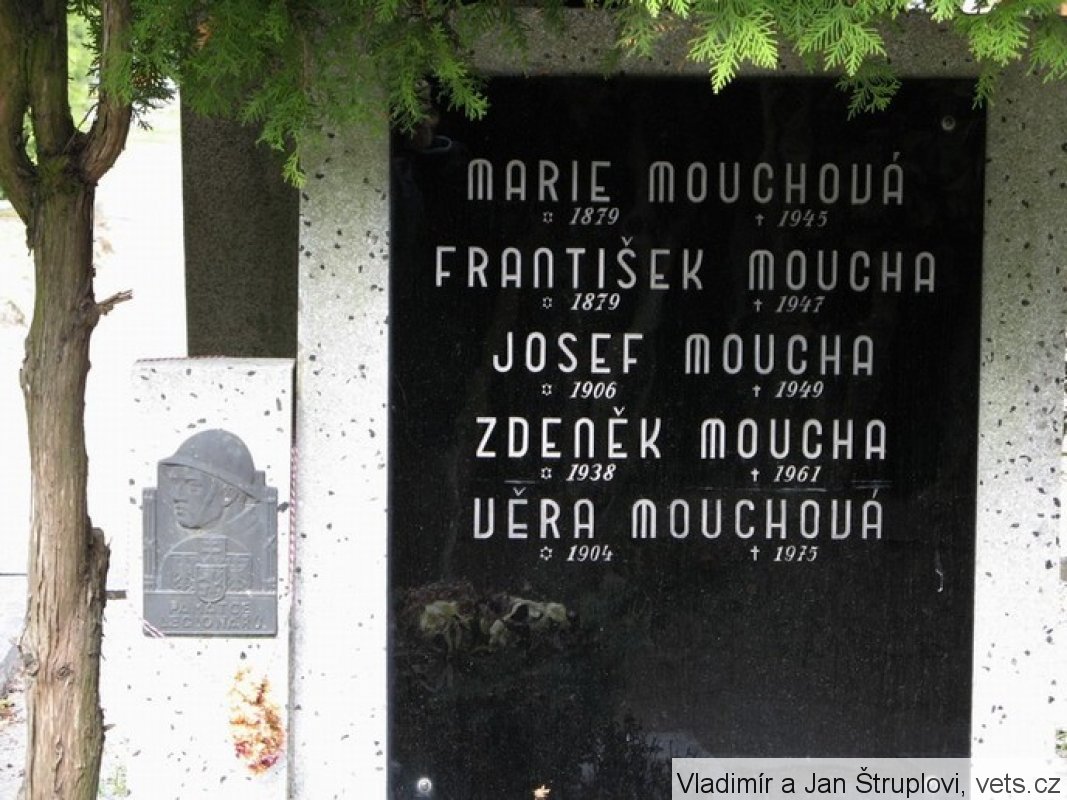 MARIE MOUCHOVÁ
✡ 1879 † 1945
FRANTIŠEK MOUCHA
✡ 1879 † 1947
JOSEF MOUCHA
✡ 1906 † 1949
ZDENĚK MOUCHA
✡ 1938 † 1961
VĚRA MOUCHOVÁ
✡ 1904 † 1975
PAMÁTCE
LEGIONÁŘŮ
Vladimír a Jan Štruplovi, vets.cz